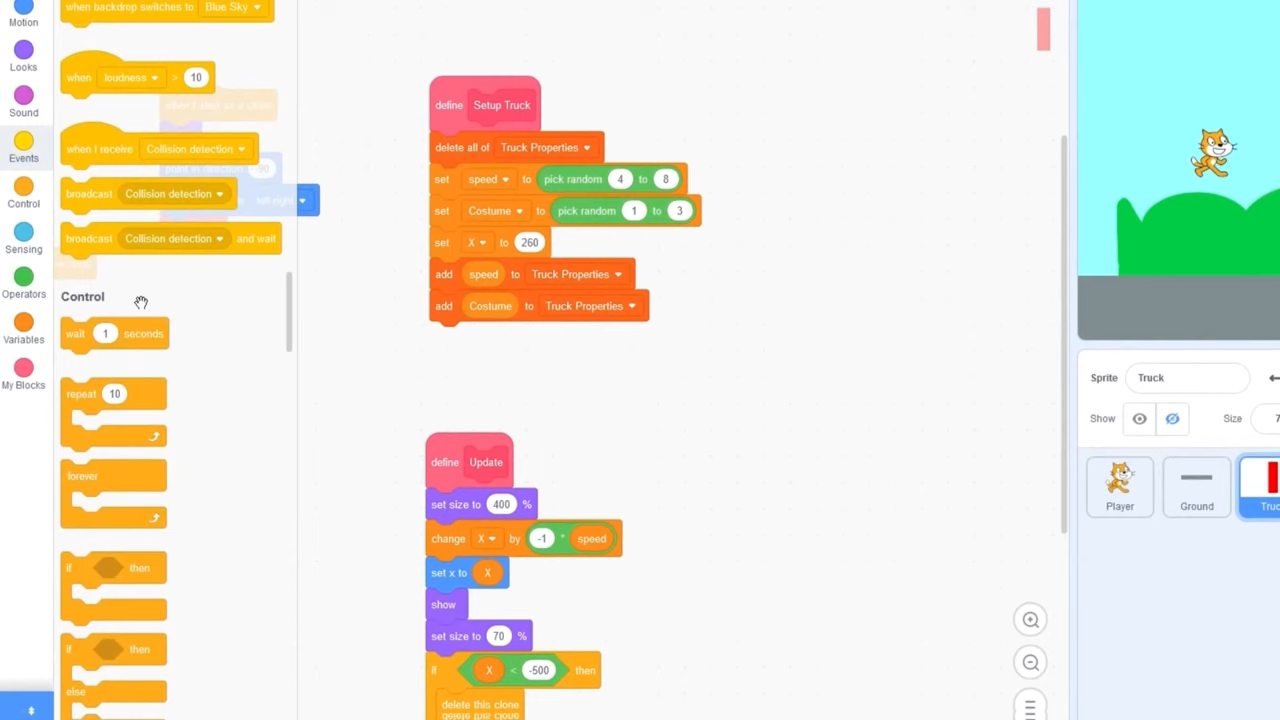 Motion
Looks
Sound
Events
Control
Sensing
Operators
Variables
My Blocks
when backdrop switches to Blue Sky
when loudness > 10
when I receive Collision detection
broadcast Collision detection
broadcast Collision detection and wait
Control
wait 1 seconds
repeat 10
forever
if then
if then
else
define Setup Truck
delete all of Truck Properties
set speed to pick random 4 to 8
set Costume to pick random 1 to 3
set X to 260
add speed to Truck Properties
add Costume to Truck Properties
define Update
set size to 400 %
change X by -1 * speed
set x to X
show
set size to 70 %
if X < -500 then
delete this clone
Sprite Truck
Show Size 7
Player Ground Truc